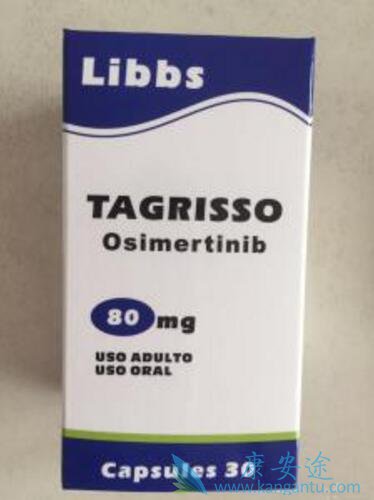 Libbs
TAGRISSO
Osimertinib
80 mg
USO ADULTO
USO ORAL
Capsules 30
康安途
www.kangantu.com